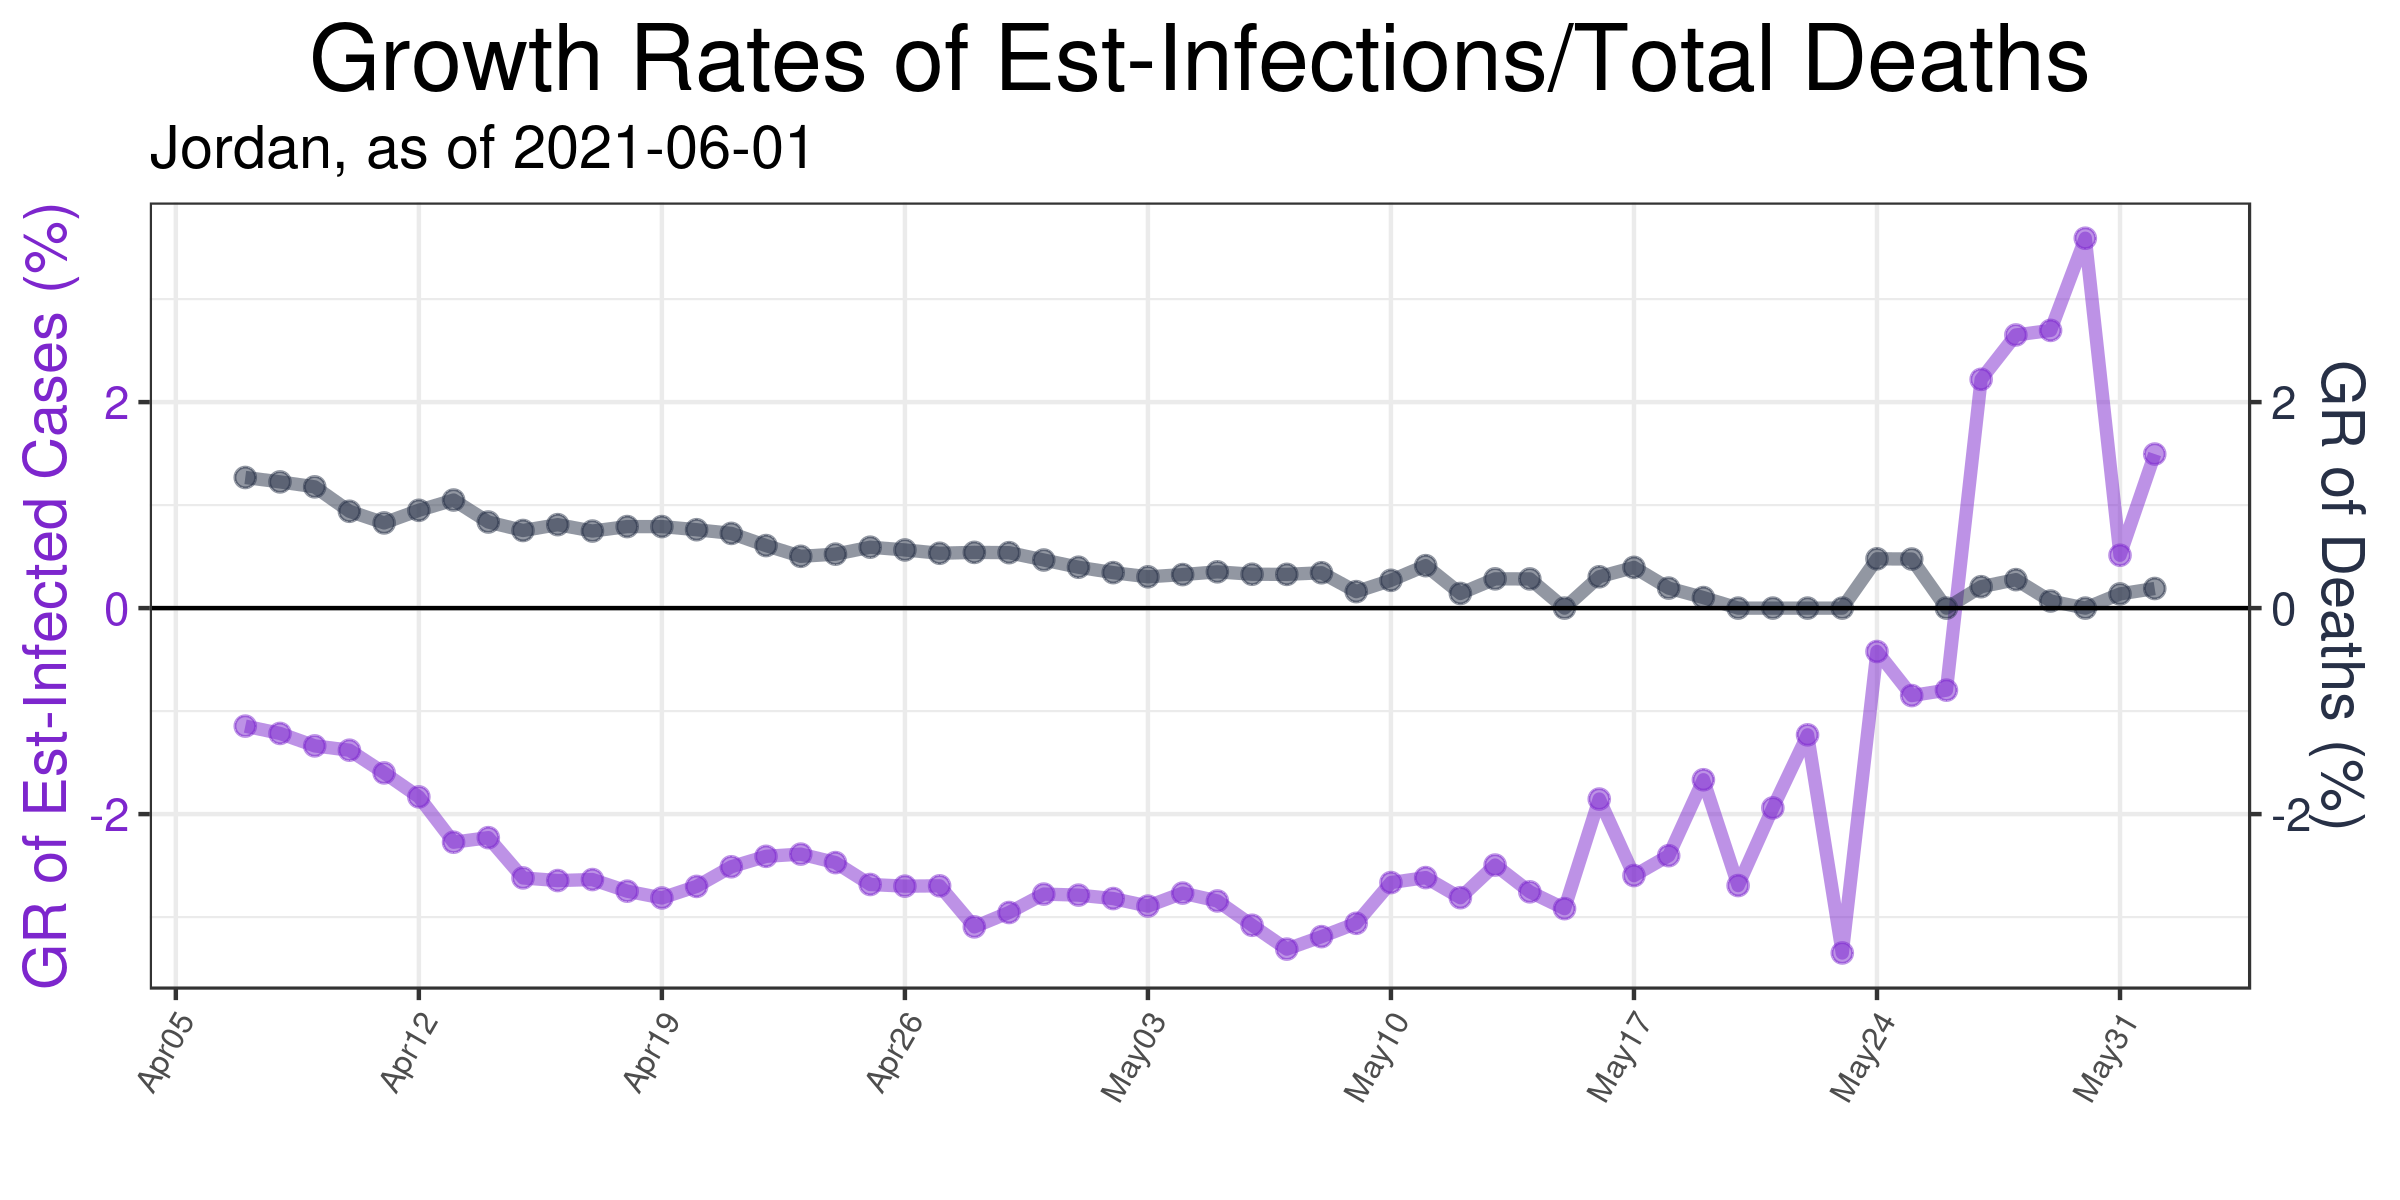 Growth Rates of Est-Infections/Total Deaths
Jordan, as of 2021-06-01
GR of Est-Infected Cases (%)
2
0
-2
2
0
-2
GR of Deaths (%)
Apr05
Apr12
Apr19
Apr26
May03
May10
May17
May24
May31